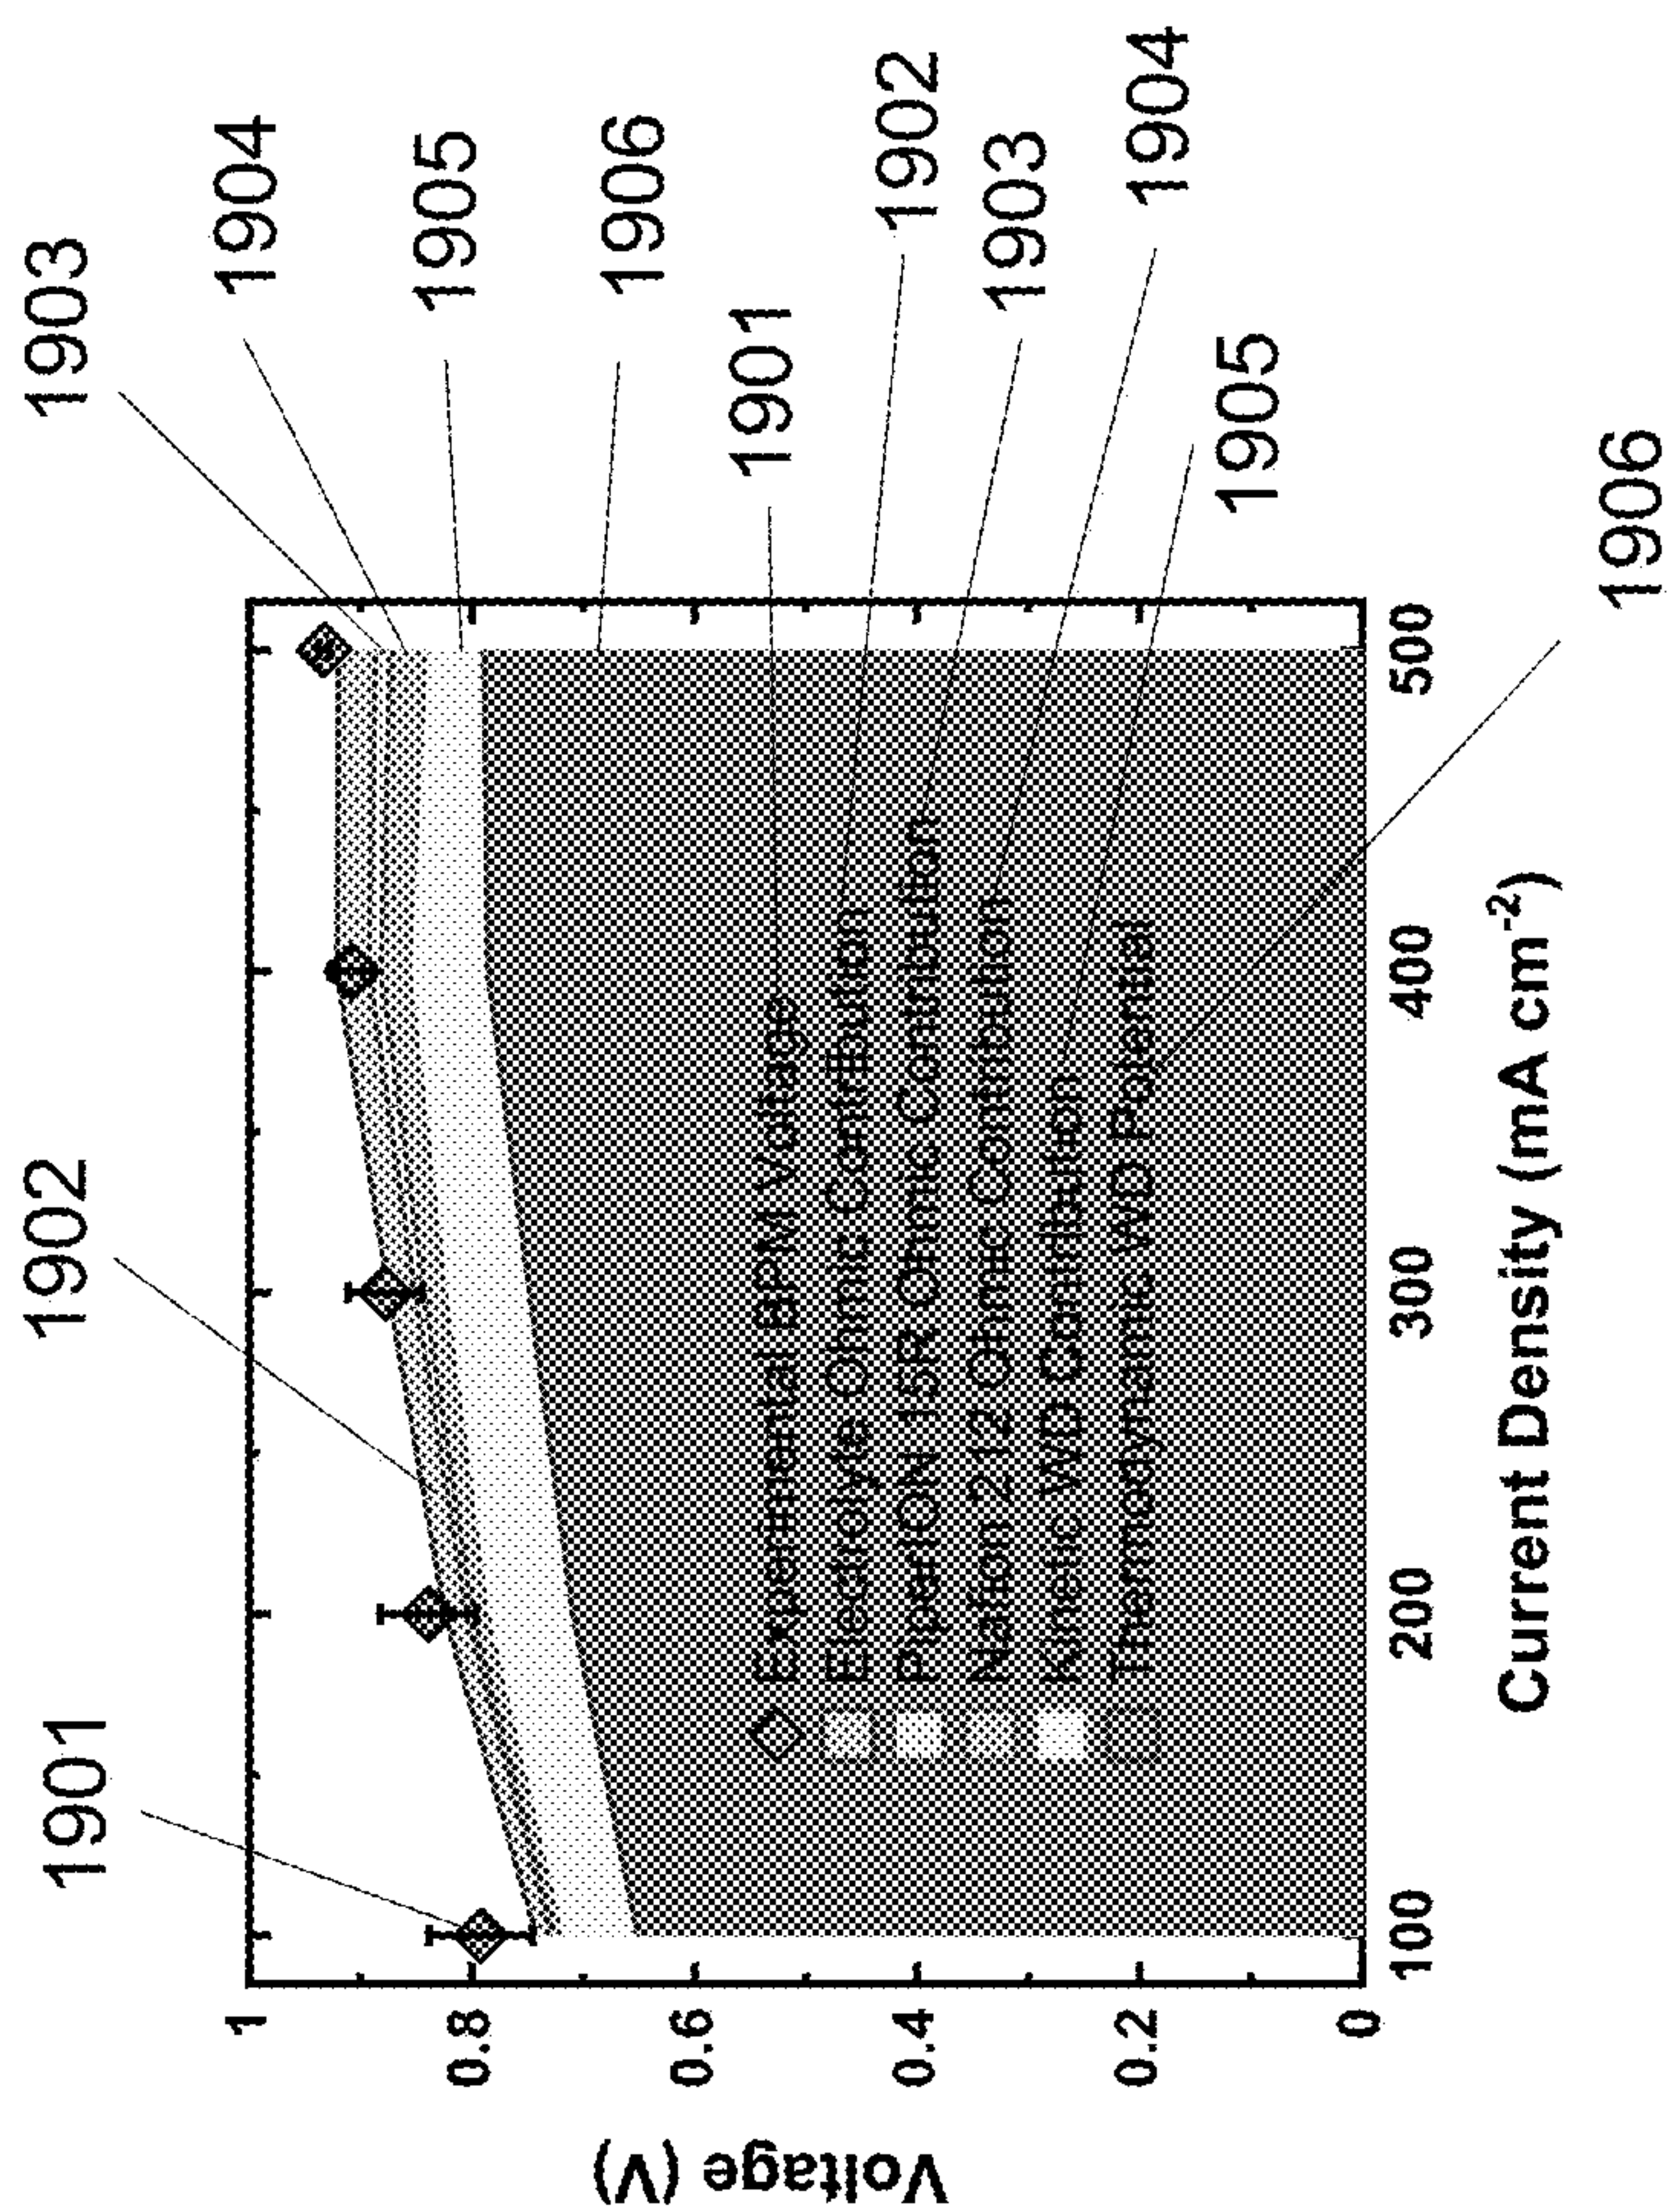 1901
1902
1903
1904
1905
1906
1901
1902
1903
1904
1905
1906
Voltage (V)
1
0.8
0.6
0.4
0.2
0
Experimental BPM Voltage
Electrolyte Ohmic Contribution
PiperION 15R Ohmic Contribution
Nafion 212 Ohmic Contribution
Kinetic WD Contribution
Thermodynamic WD Potential
100
200
300
400
500
Current Density (mA cm⁻²)